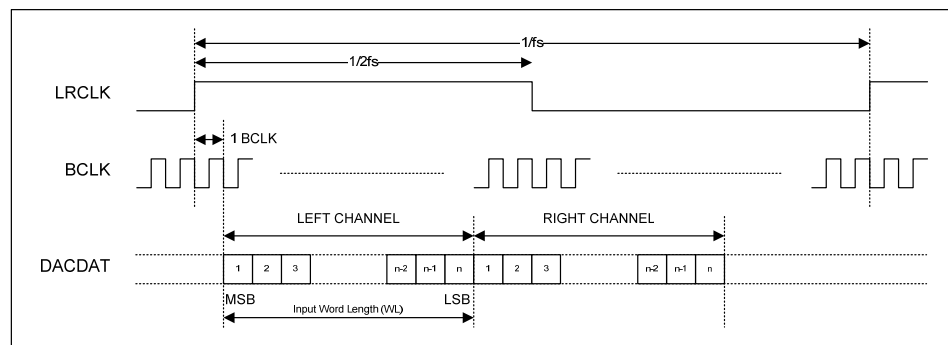 1/fs
1/2fs
LRCLK
1 BCLK
BCLK
LEFT CHANNEL RIGHT CHANNEL
DACDAT
1 2 3 n-2 n-1 n 1 2 3 n-2 n-1 n
MSB LSB
Input Word Length (WL)